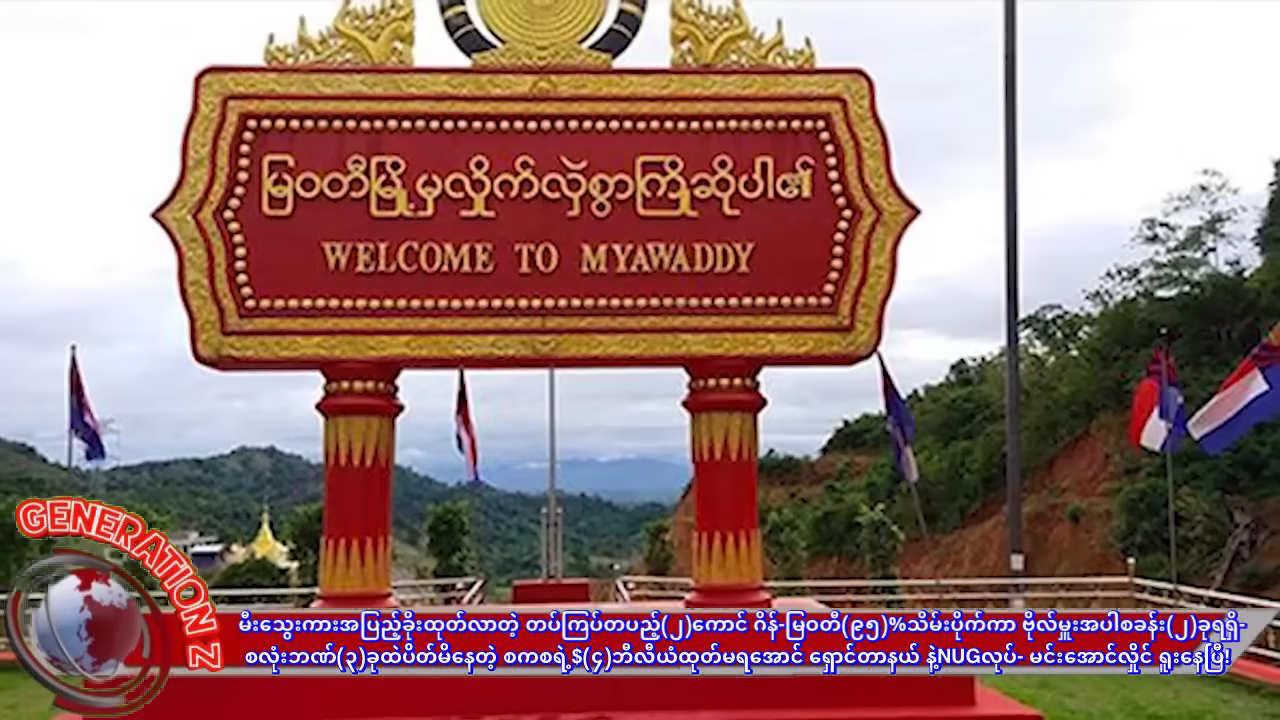 မြဝတီမြို့မှလှိုက်လှဲစွာကြိုဆိုပါ၏
WELCOME TO MYAWADDY
GENERATION Z
မီးသွေးကားအပြည့်ခိုးထုတ်လာတဲ့ တပ်ကြပ်တပည့်(၂)ကောင် ဂိန်-မြဝတီ(၉၅)%သိမ်းပိုက်ကာ ဗိုလ်မှူးအပါစခန်း(၂)ခုရရှိ-
စလုံးဘဏ်(၃)ခုထဲပိတ်မိနေတဲ့ စကစရဲ့$(၄)ဘီလီယံထုတ်မရအောင် ရှောင်တာနယ် နဲ့NUGလုပ်- မင်းအောင်လှိုင် ရူးနေပြီ!